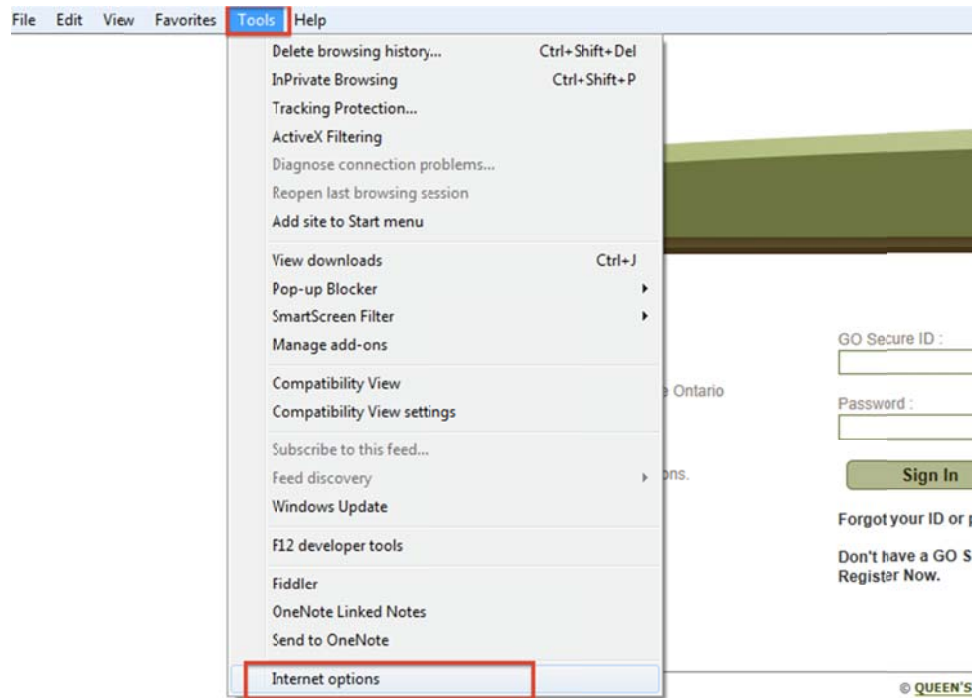 File Edit View Favorites Tools Help
Delete browsing history... Ctrl+Shift+Del
InPrivate Browsing Ctrl+Shift+P
Tracking Protection...
ActiveX Filtering
Diagnose connection problems...
Reopen last browsing session
Add site to Start menu
View downloads Ctrl+J
Pop-up Blocker
SmartScreen Filter
Manage add-ons
Compatibility View
Compatibility View settings
Subscribe to this feed...
Feed discovery
Windows Update
F12 developer tools
Fiddler
OneNote Linked Notes
Send to OneNote
Internet options
Ontario
GO Secure ID :
Password :
Sign In
Forgot your ID or
Don't have a GO
Register Now.
© QUEEN'S